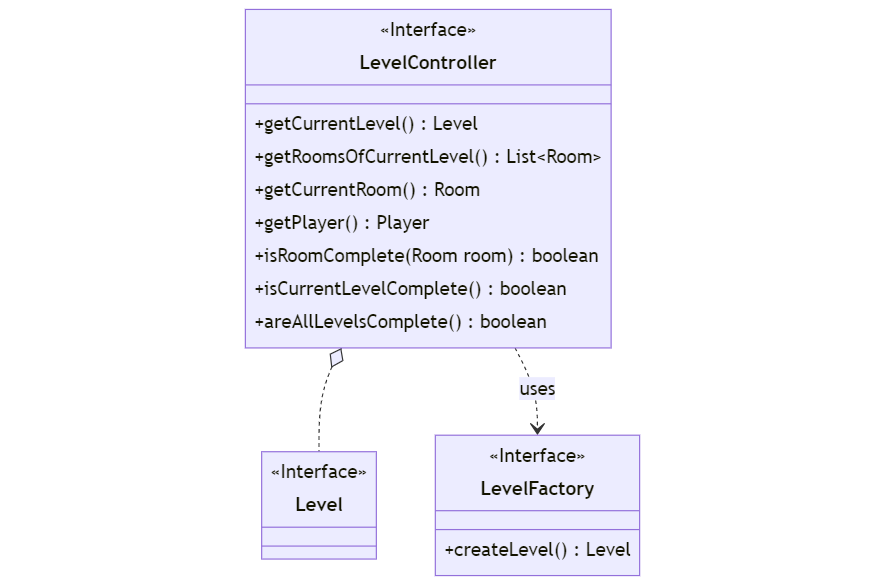 «Interface»
LevelController
+getCurrentLevel() : Level
+getRoomsOfCurrentLevel() : List<Room>
+getCurrentRoom() : Room
+getPlayer() : Player
+isRoomComplete(Room room) : boolean
+isCurrentLevelComplete() : boolean
+areAllLevelsComplete() : boolean
uses
«Interface»
Level
«Interface»
LevelFactory
+createLevel() : Level